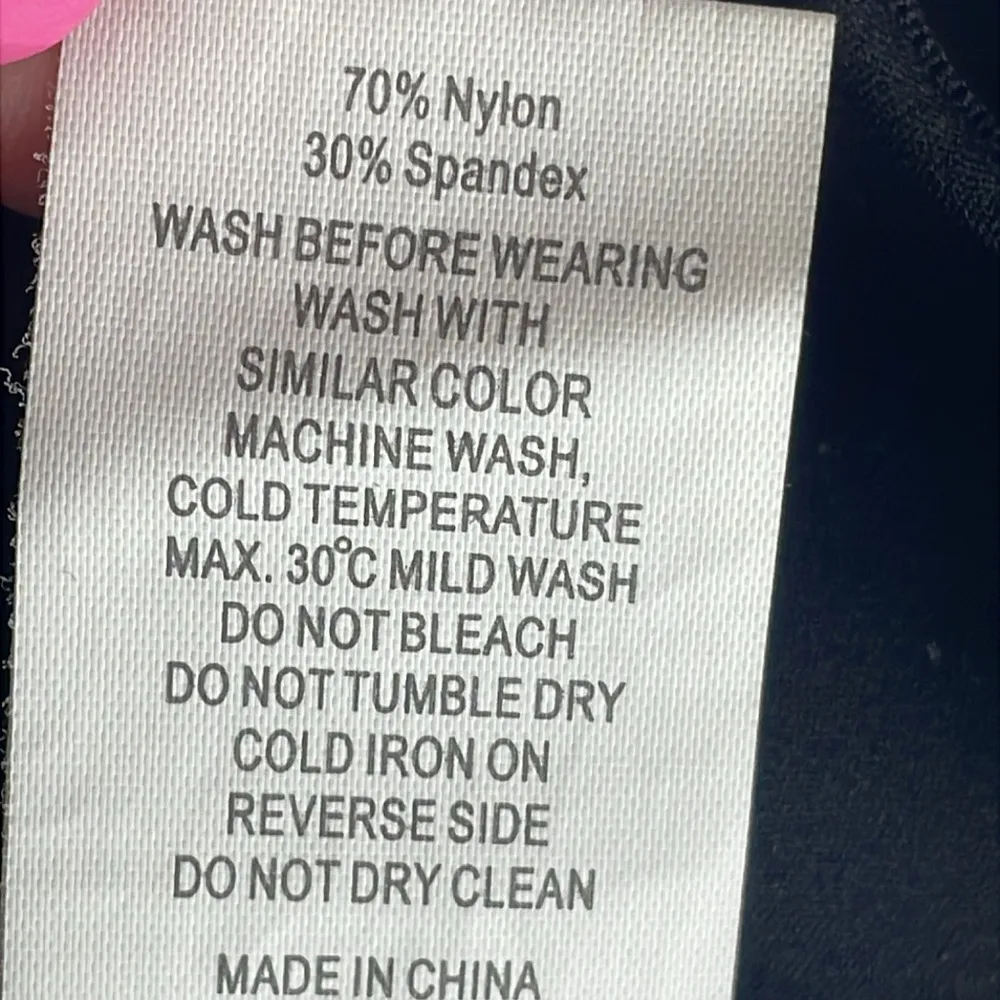 70% Nylon
30% Spandex
WASH BEFORE WEARING
WASH WITH
SIMILAR COLOR
MACHINE WASH,
COLD TEMPERATURE
MAX. 30°C MILD WASH
DO NOT BLEACH
DO NOT TUMBLE DRY
COLD IRON ON
REVERSE SIDE
DO NOT DRY CLEAN
MADE IN CHINA